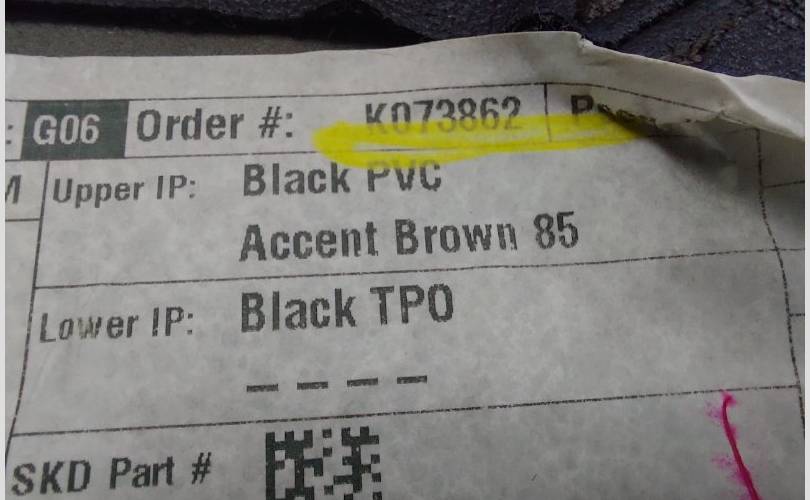 : G06 Order #: K073862
M Upper IP: Black PVC
Accent Brown 85
Lower IP: Black TPO
– – – –
SKD Part #